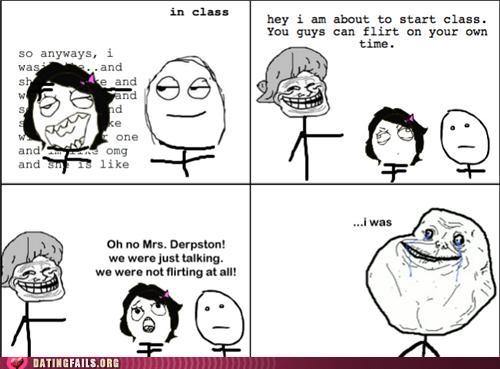 in class
so anyways, i
..and
and
one
and like omg
and she is like
hey i am about to start class.
You guys can flirt on your own
time.
Oh no Mrs. Derpston!
we were just talking.
we were not flirting at all!
...i was
DATINGFAILS.ORG